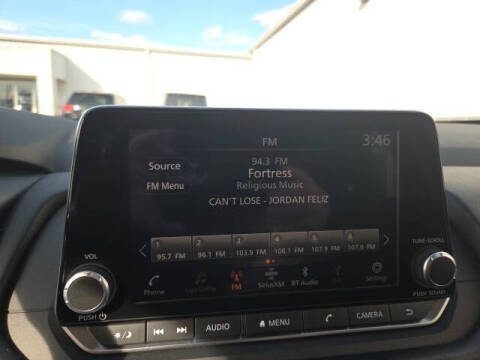 FM
3:46
94.3 FM
Source
Fortress
FM Menu
Religious Music
CAN'T LOSE - JORDAN FELIZ
1 2 3 4 5 6
95.7 FM 96.1 FM 103.9 FM 106.1 FM 107.9 FM 107.9 FM
VOL
TUNE·SCROLL
Phone FM SiriusXM BT Audio Settings
PUSH
PUSH SOUND
AUDIO MENU CAMERA